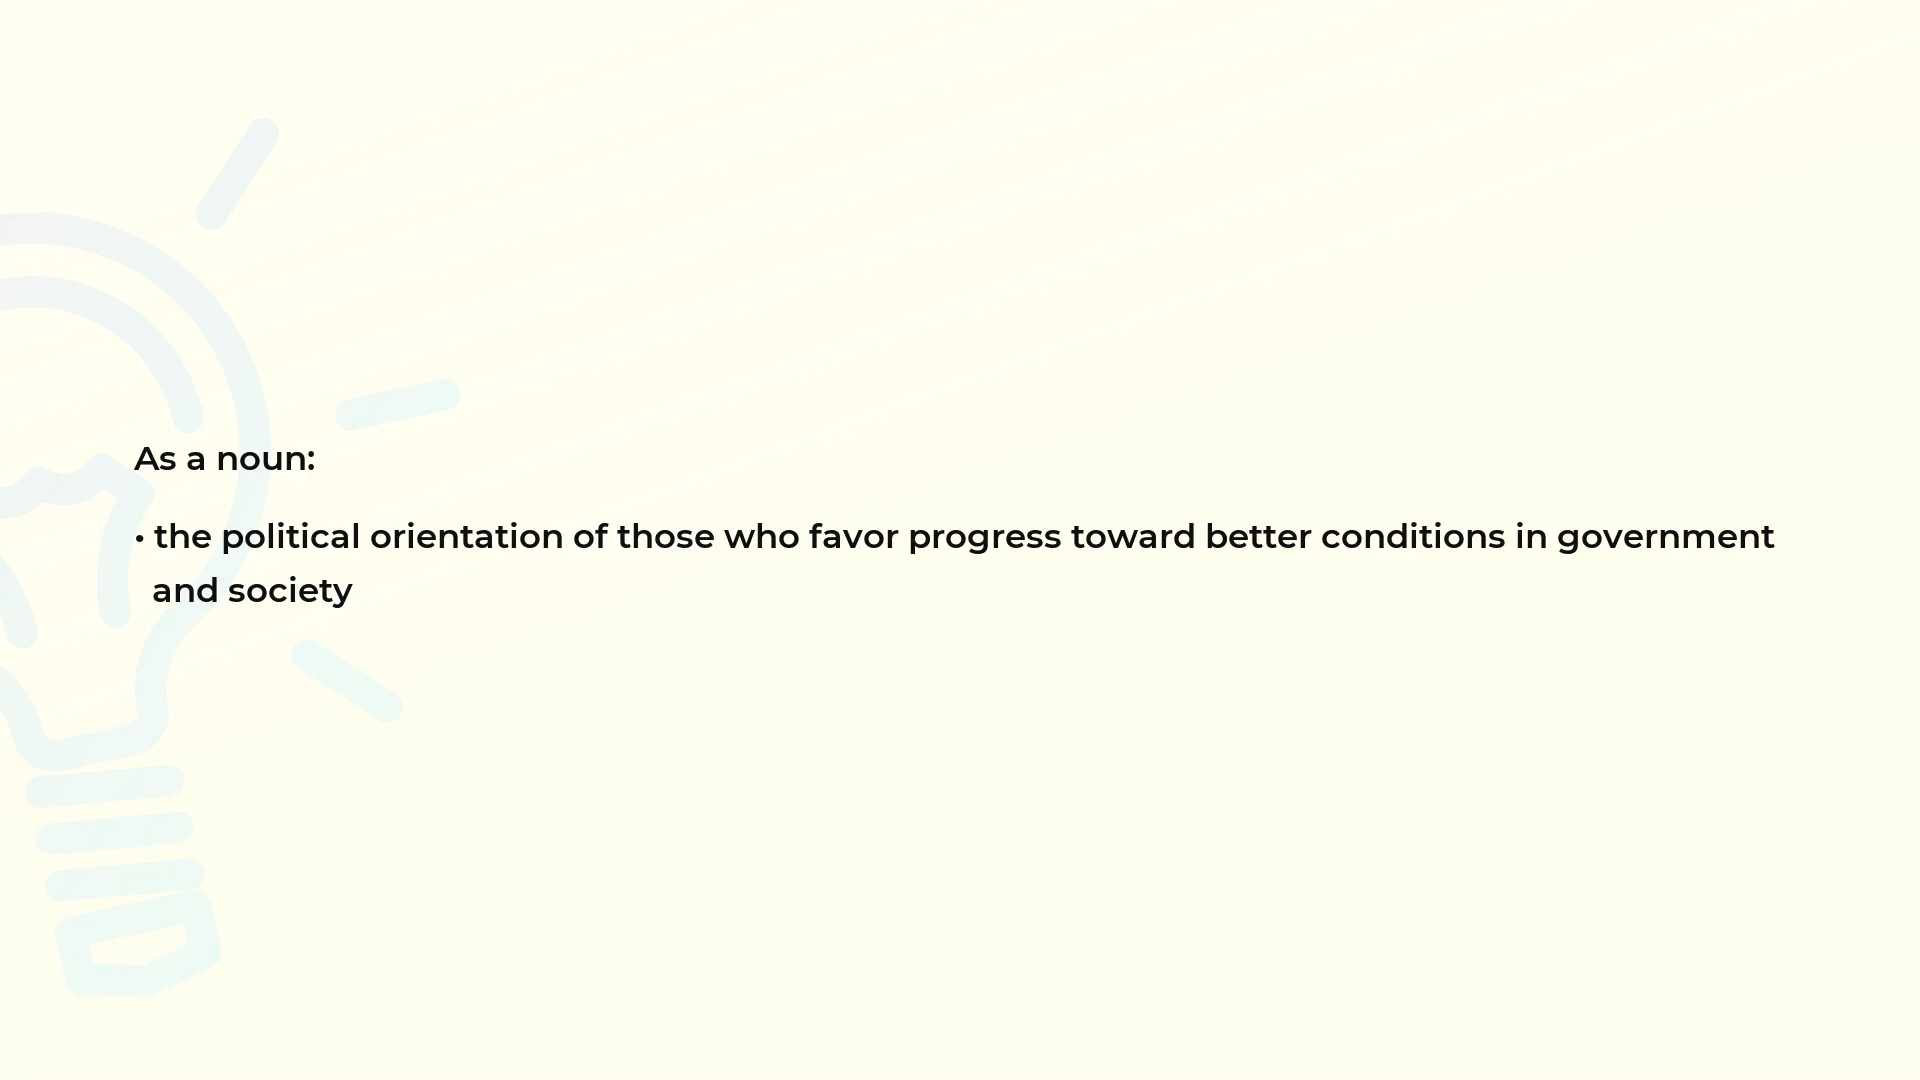 As a noun:
• the political orientation of those who favor progress toward better conditions in government
and society